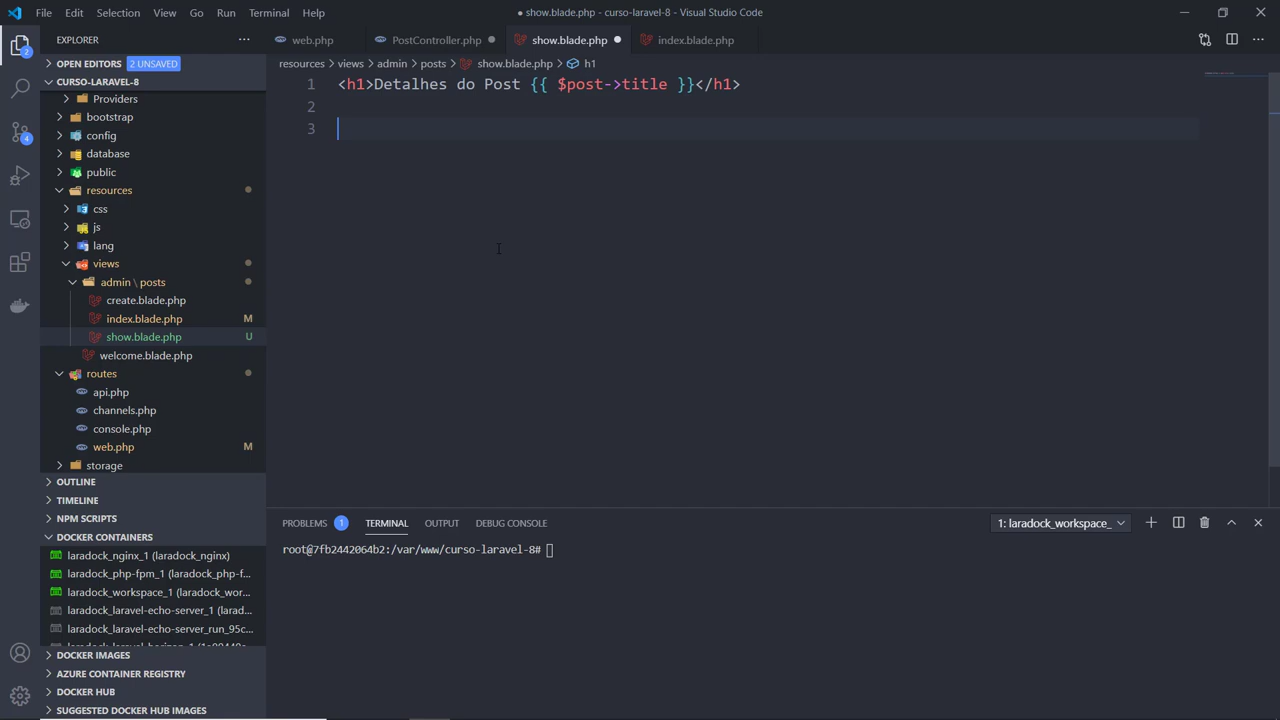 File Edit Selection View Go Run Terminal Help
● show.blade.php - curso-laravel-8 - Visual Studio Code
EXPLORER
web.php
PostController.php
show.blade.php
index.blade.php
2
OPEN EDITORS 2 UNSAVED
CURSO-LARAVEL-8
Providers
bootstrap
config
4
database
public
resources
css
js
lang
views
admin \ posts
create.blade.php
index.blade.php M
show.blade.php U
welcome.blade.php
routes
api.php
channels.php
console.php
web.php M
storage
OUTLINE
TIMELINE
NPM SCRIPTS
DOCKER CONTAINERS
laradock_nginx_1 (laradock_nginx)
laradock_php-fpm_1 (laradock_php-f...
laradock_workspace_1 (laradock_wor...
laradock_laravel-echo-server_1 (larad...
laradock_laravel-echo-server_run_95c...
DOCKER IMAGES
AZURE CONTAINER REGISTRY
DOCKER HUB
SUGGESTED DOCKER HUB IMAGES
resources > views > admin > posts > show.blade.php > h1
1 <h1>Detalhes do Post {{ $post->title }}</h1>
2
3
PROBLEMS 1 TERMINAL OUTPUT DEBUG CONSOLE
1: laradock_workspace_
root@7fb2442064b2:/var/www/curso-laravel-8#